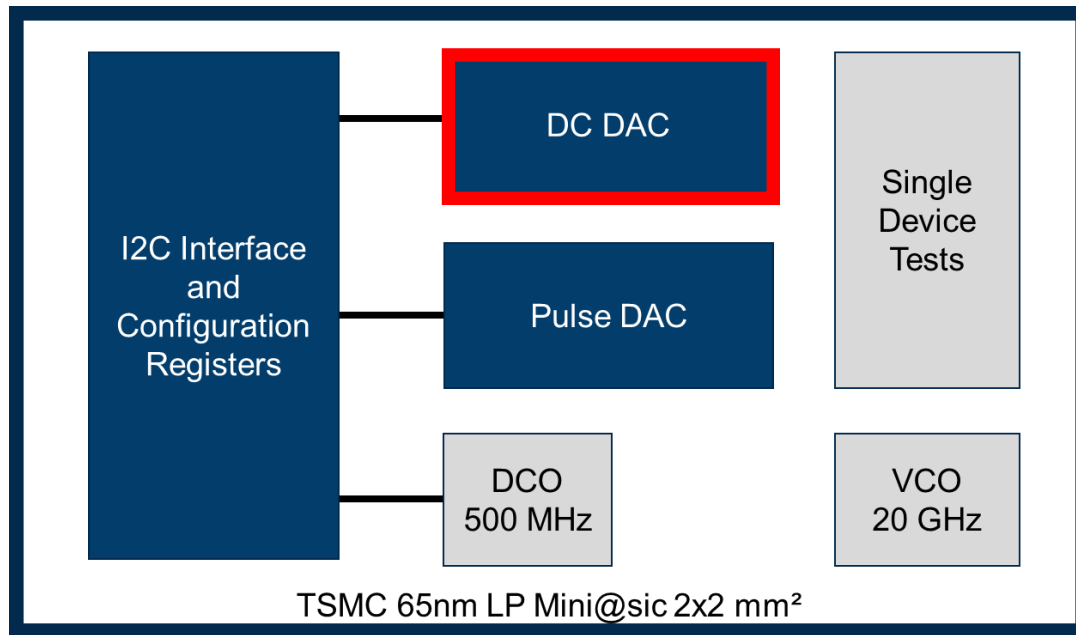 I2C Interface
and
Configuration
Registers
DC DAC
Pulse DAC
DCO
500 MHz
Single
Device
Tests
VCO
20 GHz
TSMC 65nm LP Mini@sic 2x2 mm²